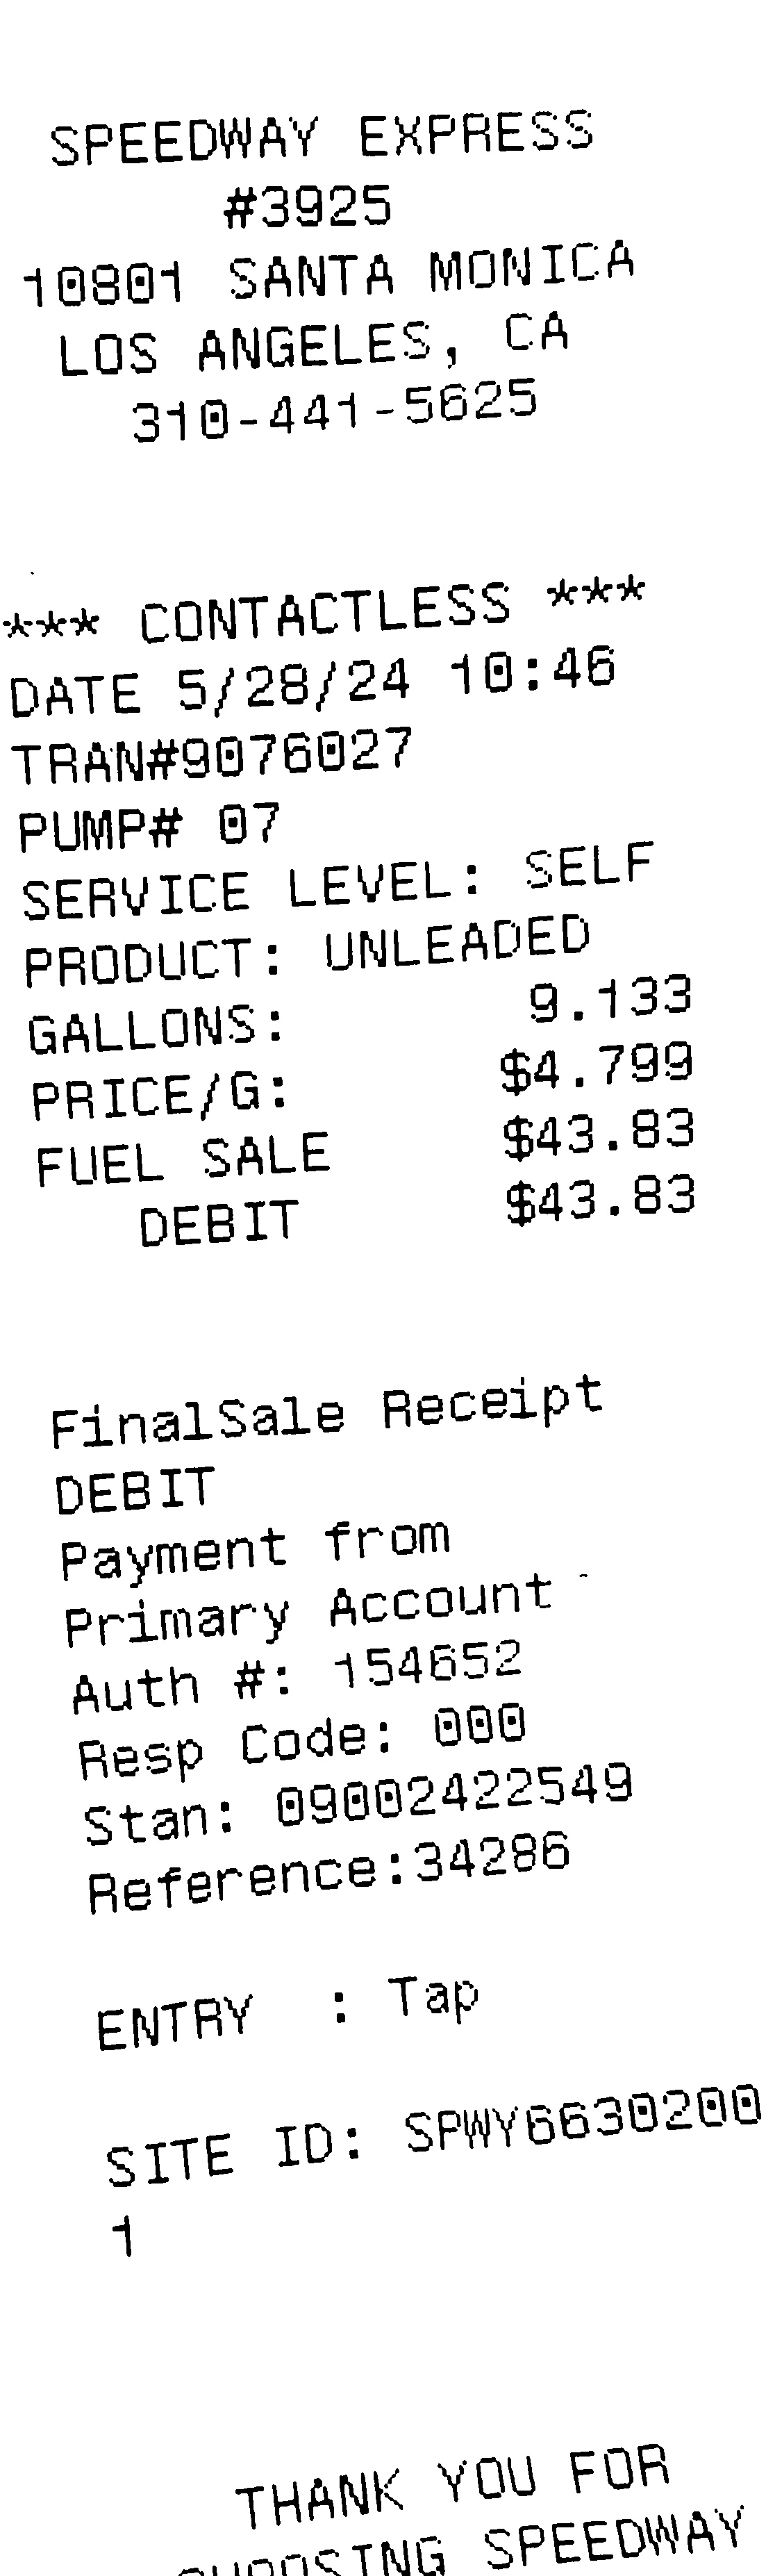 SPEEDWAY EXPRESS
#3925
10801 SANTA MONICA
LOS ANGELES, CA
310-441-5625
*** CONTACTLESS ***
DATE 5/28/24 10:46
TRAN#9076027
PUMP# 07
SERVICE LEVEL: SELF
PRODUCT: UNLEADED
GALLONS: 9.133
PRICE/G: $4.799
FUEL SALE $43.83
DEBIT $43.83
FinalSale Receipt
DEBIT
Payment from
Primary Account
Auth #: 154652
Resp Code: 000
Stan: 09002422549
Reference:34286
ENTRY : Tap
SITE ID: SPWY6630200
1
THANK YOU FOR
CHOOSING SPEEDWAY